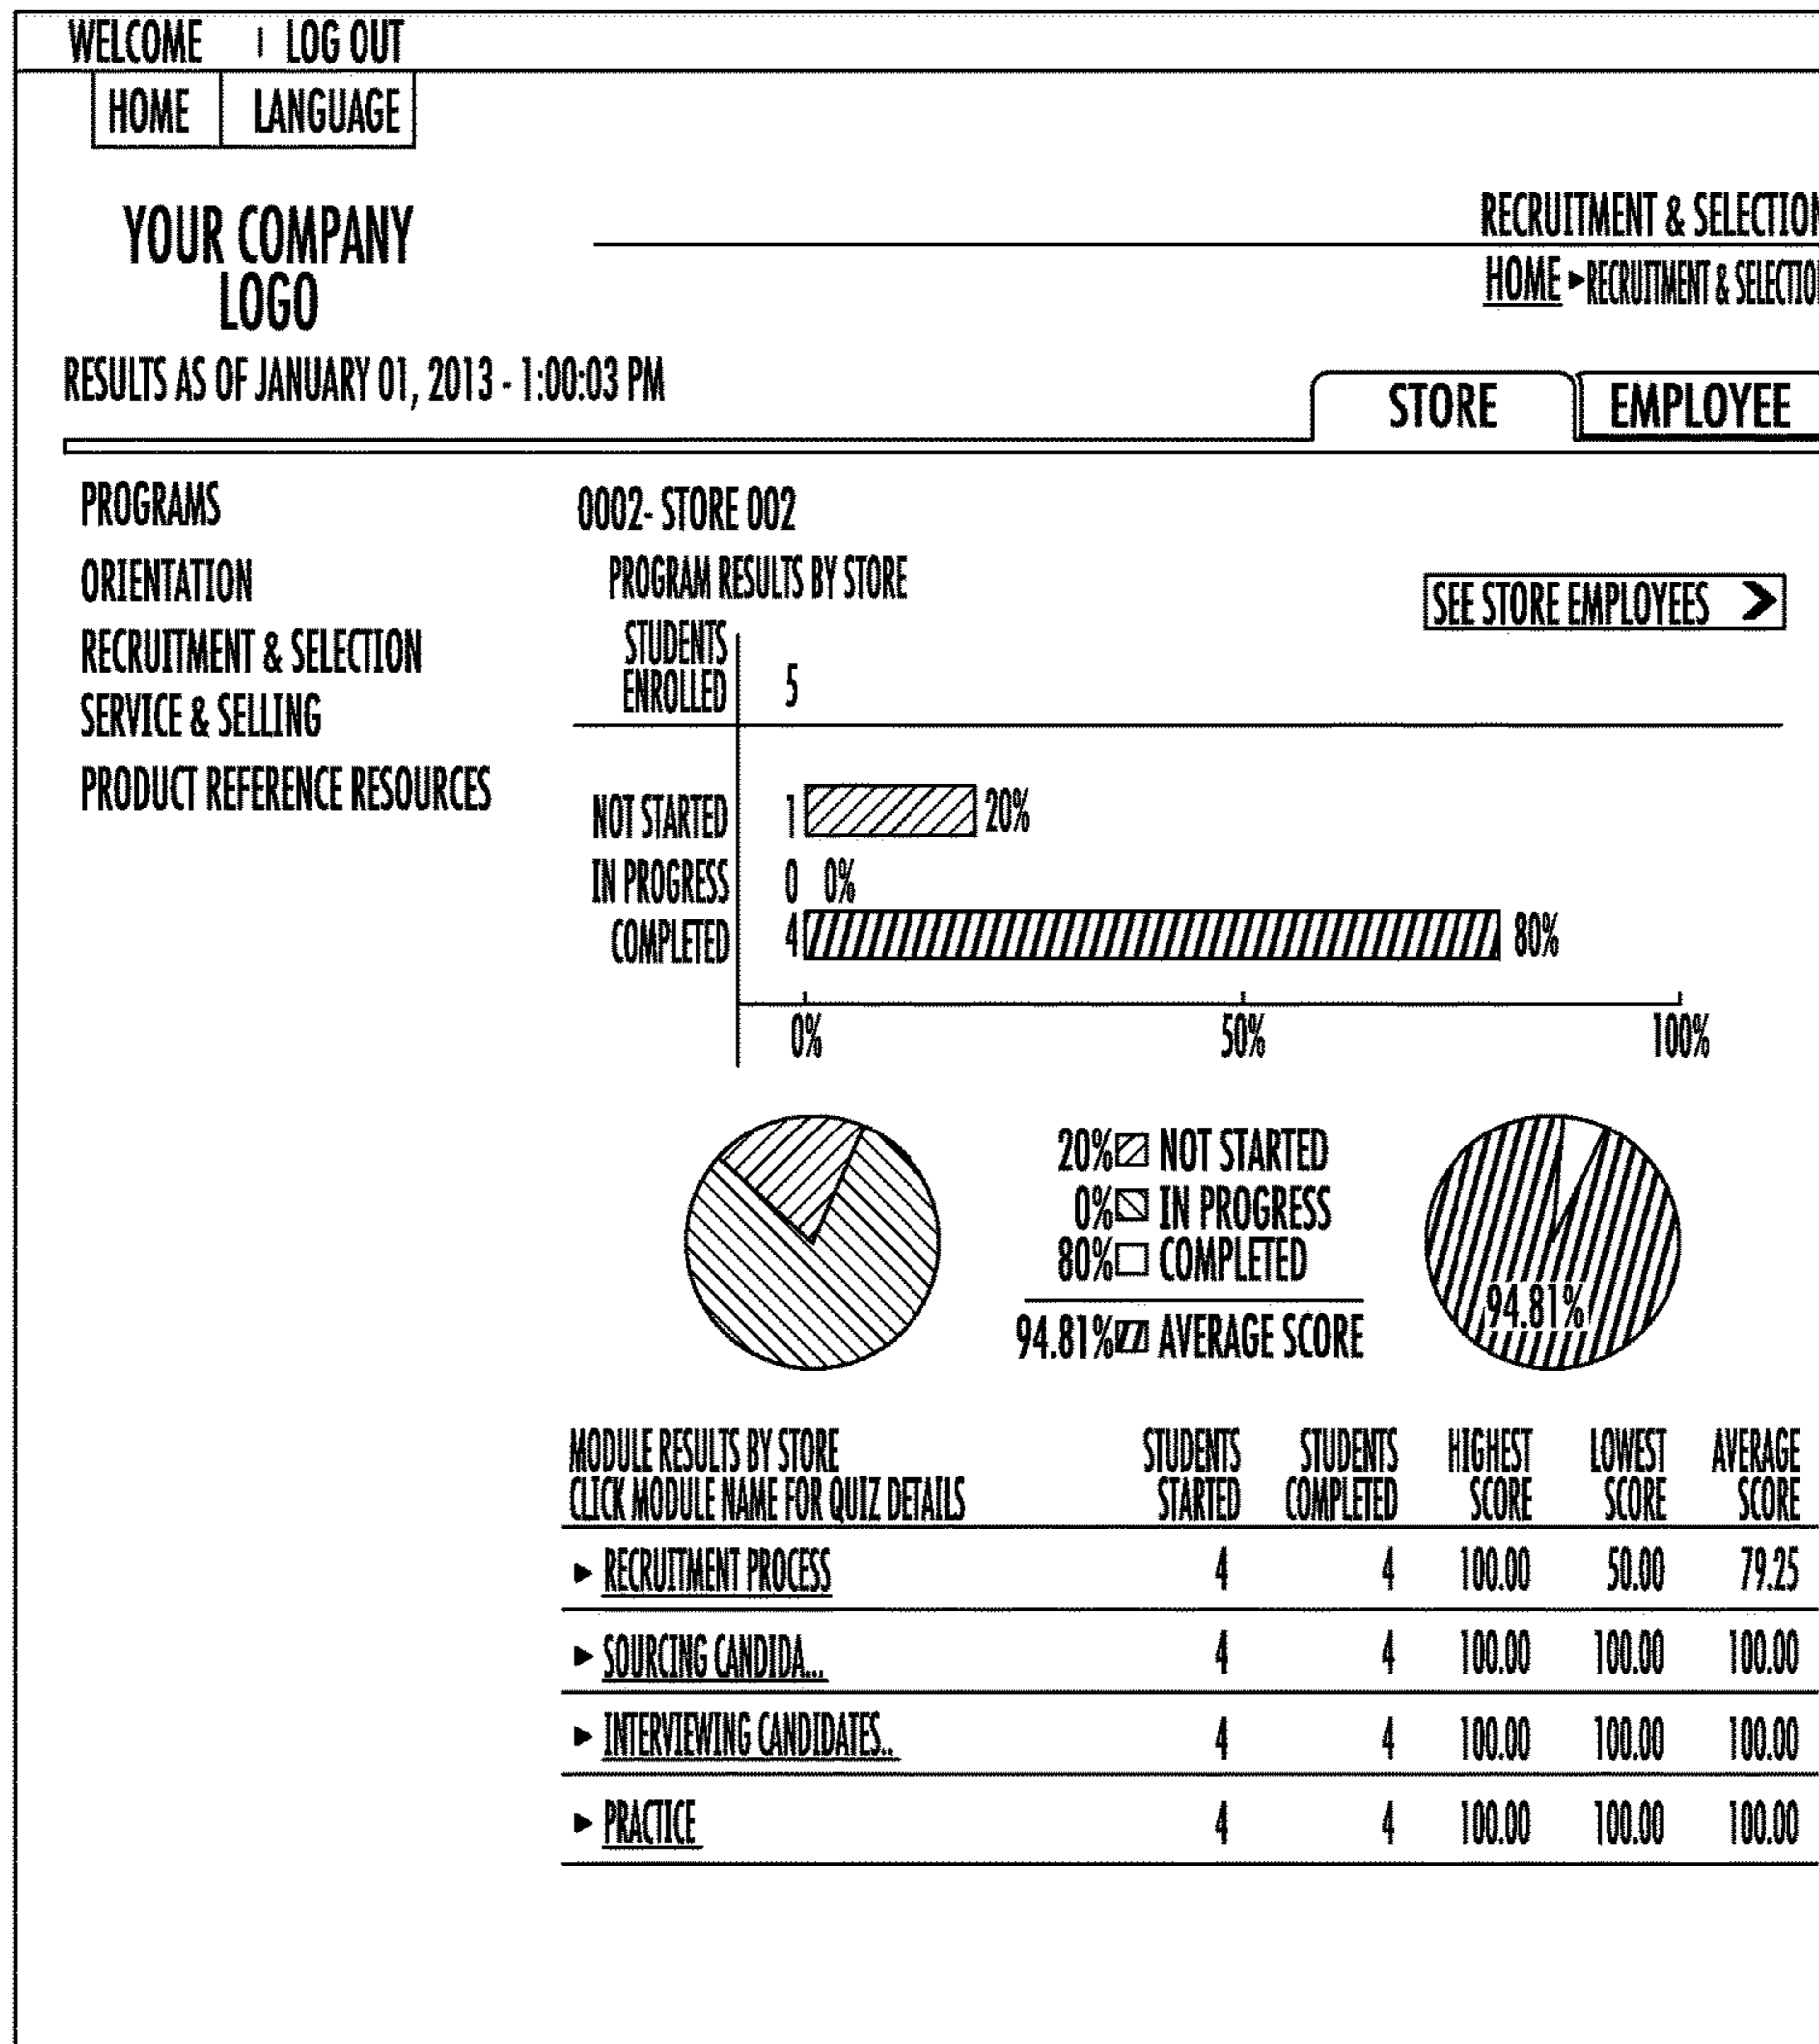 WELCOME | LOG OUT
HOME LANGUAGE
YOUR COMPANY
LOGO
RECRUITMENT & SELECTION
HOME ►RECRUITMENT & SELECTION
RESULTS AS OF JANUARY 01, 2013 - 1:00:03 PM
STORE EMPLOYEE
PROGRAMS
ORIENTATION
RECRUITMENT & SELECTION
SERVICE & SELLING
PRODUCT REFERENCE RESOURCES
0002- STORE 002
PROGRAM RESULTS BY STORE
SEE STORE EMPLOYEES
STUDENTS
ENROLLED 5
NOT STARTED 1 20%
IN PROGRESS 0 0%
COMPLETED 4 80%
0% 50% 100%
20% NOT STARTED
0% IN PROGRESS
80% COMPLETED
94.81% AVERAGE SCORE
94.81%
MODULE RESULTS BY STORE STUDENTS STUDENTS HIGHEST LOWEST AVERAGE
CLICK MODULE NAME FOR QUIZ DETAILS STARTED COMPLETED SCORE SCORE SCORE
► RECRUITMENT PROCESS 4 4 100.00 50.00 79.25
► SOURCING CANDIDA... 4 4 100.00 100.00 100.00
► INTERVIEWING CANDIDATES.. 4 4 100.00 100.00 100.00
► PRACTICE 4 4 100.00 100.00 100.00